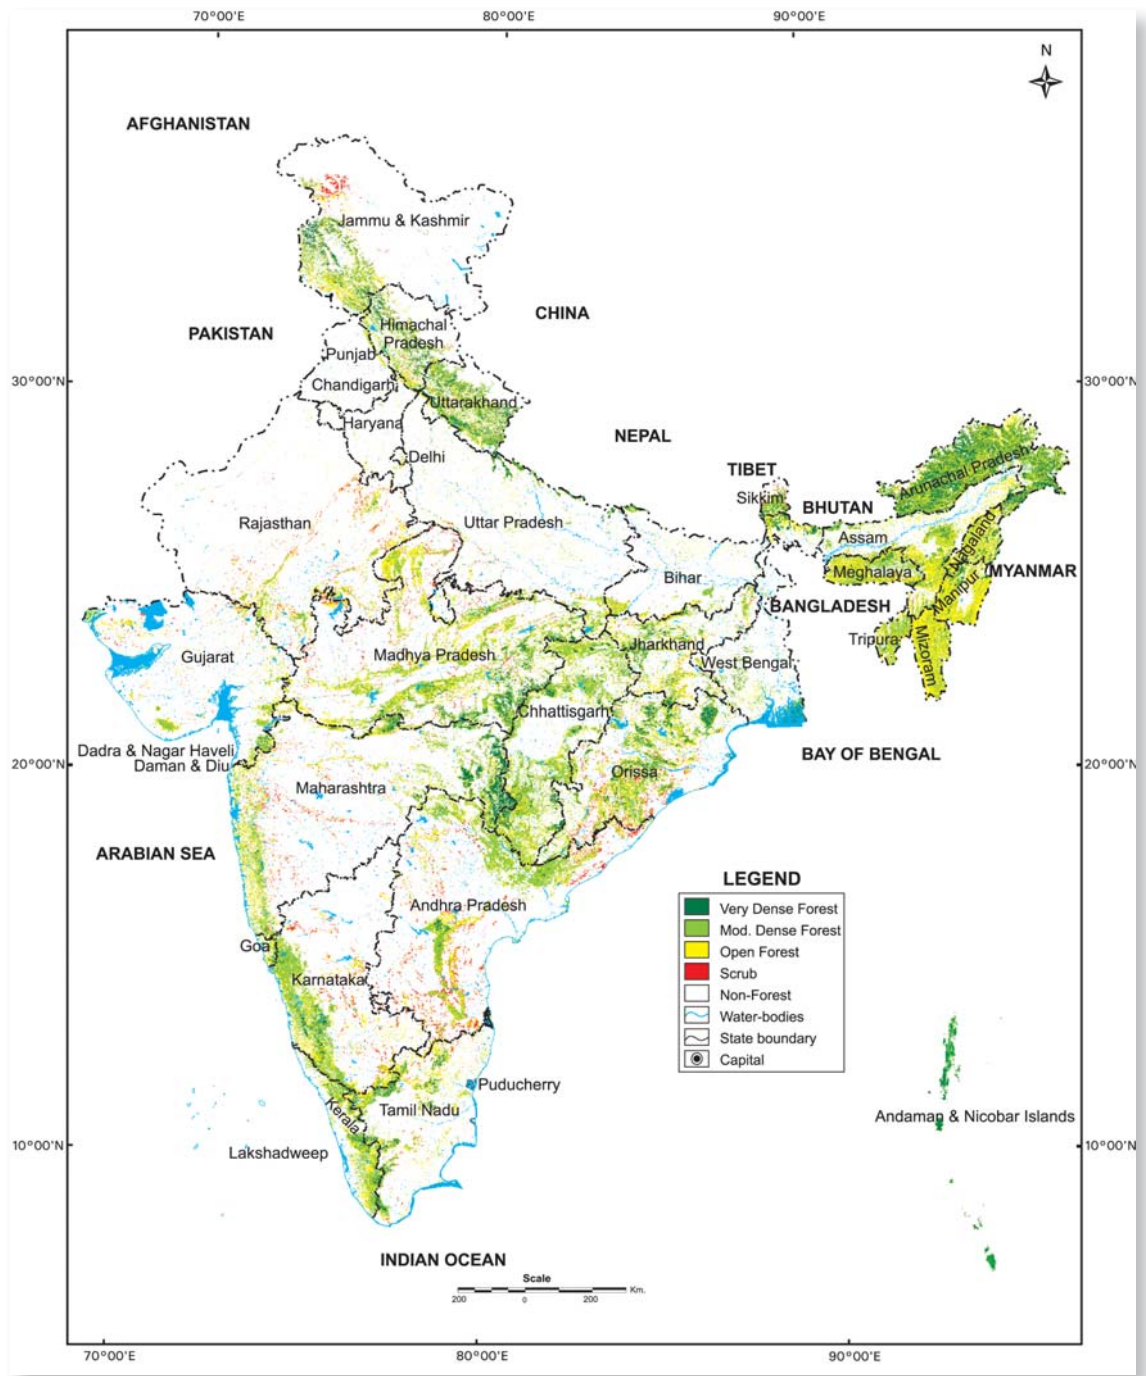 70°00'E 80°00'E 90°00'E
N
AFGHANISTAN
Jammu & Kashmir
CHINA
PAKISTAN
Himachal
Pradesh
Punjab
30°00'N
30°00'N
Chandigarh
Uttarakhand
Haryana
NEPAL
Delhi
TIBET
Arunachal Pradesh
Sikkim
BHUTAN
Rajasthan
Uttar Pradesh
Assam
Nagaland
Meghalaya
MYANMAR
Bihar
Manipur
BANGLADESH
Tripura
Jharkhand
Mizoram
Gujarat
Madhya Pradesh
West Bengal
Chhattisgarh
Dadra & Nagar Haveli
Daman & Diu
BAY OF BENGAL
20°00'N
20°00'N
Orissa
Maharashtra
ARABIAN SEA
LEGEND
Very Dense Forest
Mod. Dense Forest
Open Forest
Scrub
Non-Forest
Water-bodies
State boundary
Capital
Andhra Pradesh
Goa
Karnataka
Puducherry
Tamil Nadu
Kerala
Andaman & Nicobar Islands
10°00'N
10°00'N
Lakshadweep
INDIAN OCEAN
Scale
Km.
200 0 200
70°00'E 80°00'E 90°00'E